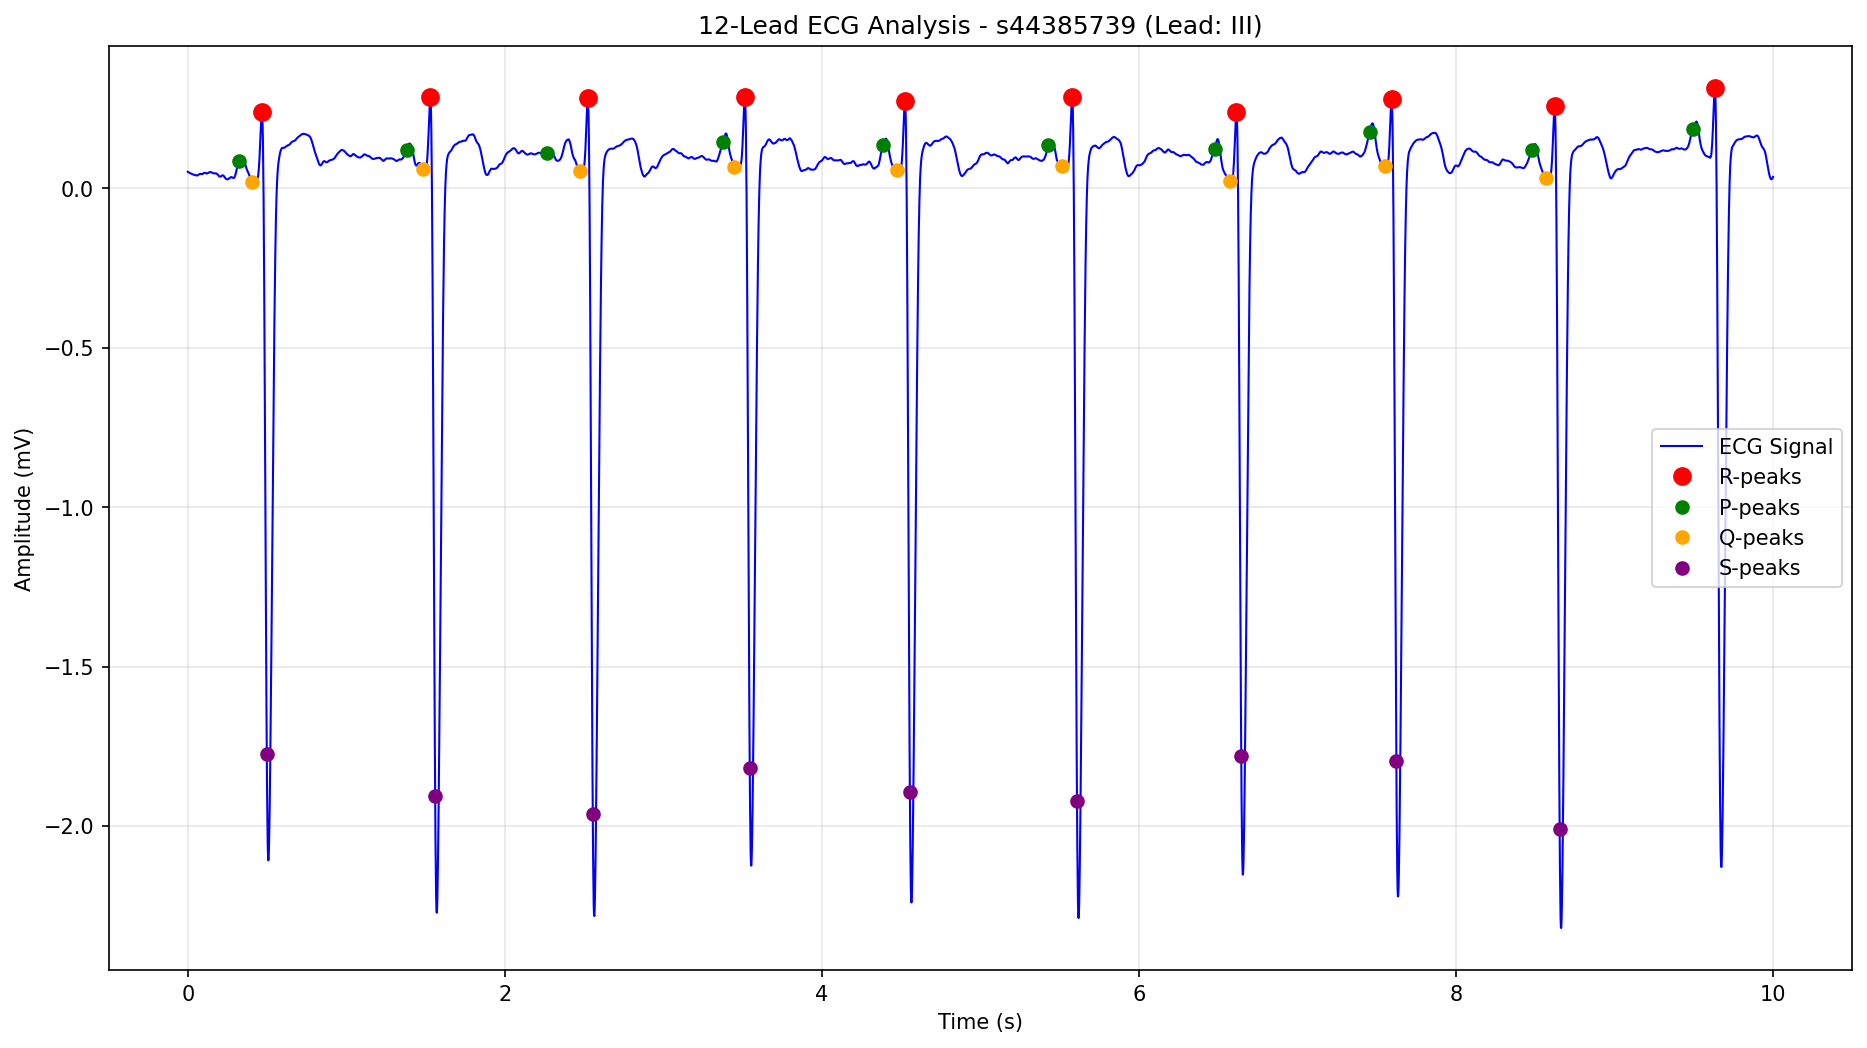 12-Lead ECG Analysis - s44385739 (Lead: III)
0.0
−0.5
−1.0
−1.5
−2.0
Amplitude (mV)
ECG Signal
R-peaks
P-peaks
Q-peaks
S-peaks
0 2 4 6 8 10
Time (s)